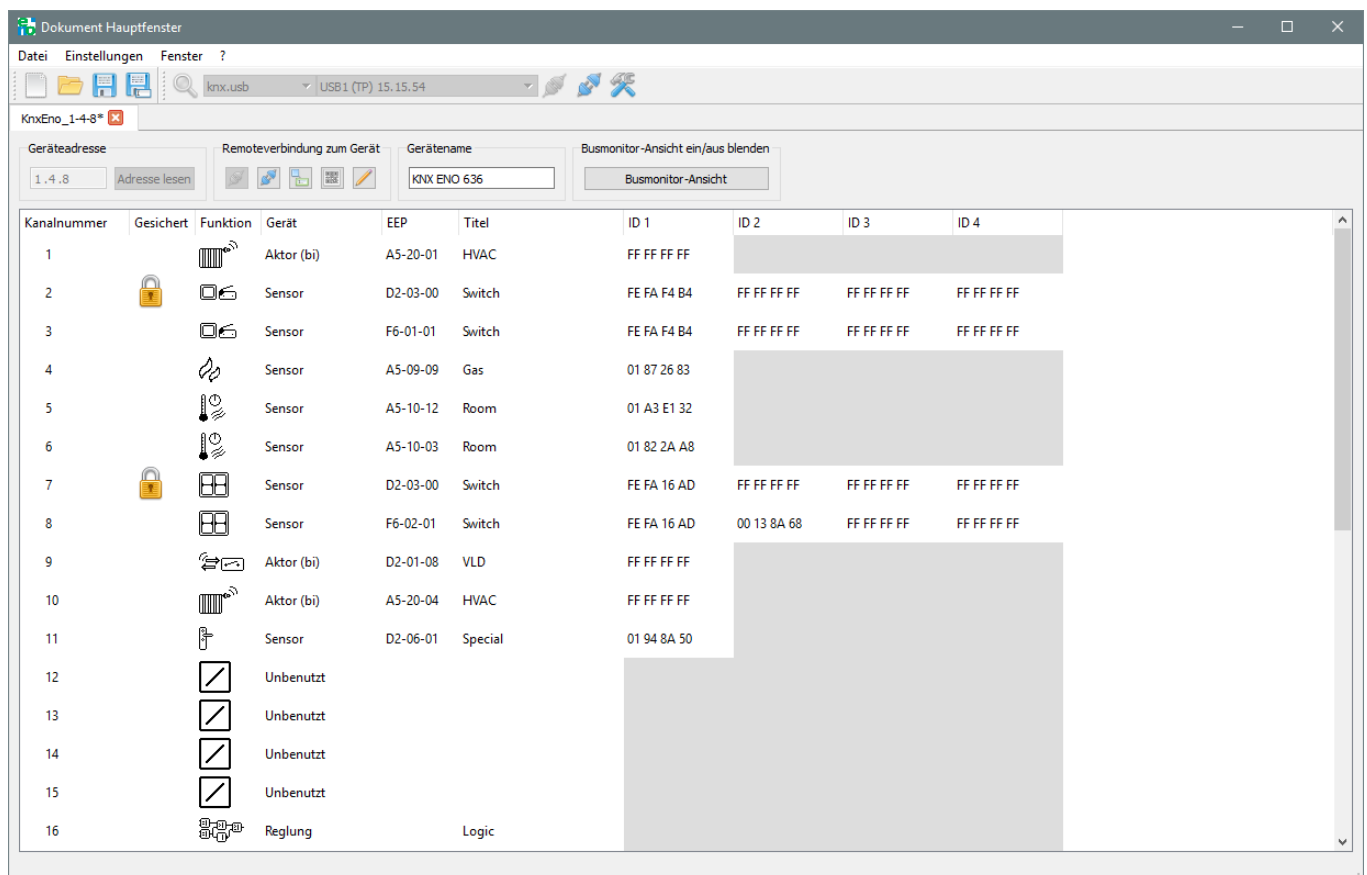 Dokument Hauptfenster
Datei Einstellungen Fenster ?
knx.usb USB1 (TP) 15.15.54
KnxEno_1-4-8*
Geräteadresse Remoteverbindung zum Gerät Gerätename Busmonitor-Ansicht ein/aus blenden
1.4.8 Adresse lesen KNX ENO 636 Busmonitor-Ansicht
Kanalnummer Gesichert Funktion Gerät EEP Titel ID 1 ID 2 ID 3 ID 4
1 Aktor (bi) A5-20-01 HVAC FF FF FF FF
2 Sensor D2-03-00 Switch FE FA F4 B4 FF FF FF FF FF FF FF FF FF FF FF FF
3 Sensor F6-01-01 Switch FE FA F4 B4 FF FF FF FF FF FF FF FF FF FF FF FF
4 Sensor A5-09-09 Gas 01 87 26 83
5 Sensor A5-10-12 Room 01 A3 E1 32
6 Sensor A5-10-03 Room 01 82 2A A8
7 Sensor D2-03-00 Switch FE FA 16 AD FF FF FF FF FF FF FF FF FF FF FF FF
8 Sensor F6-02-01 Switch FE FA 16 AD 00 13 8A 68 FF FF FF FF FF FF FF FF
9 Aktor (bi) D2-01-08 VLD FF FF FF FF
10 Aktor (bi) A5-20-04 HVAC FF FF FF FF
11 Sensor D2-06-01 Special 01 94 8A 50
12 Unbenutzt
13 Unbenutzt
14 Unbenutzt
15 Unbenutzt
16 Reglung Logic